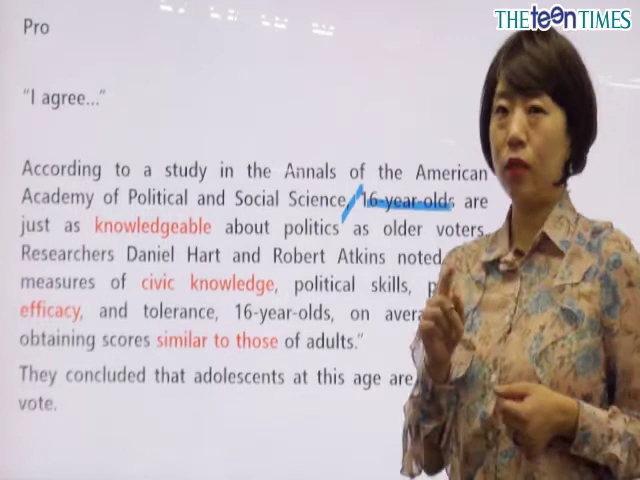 THE teen TIMES
Pro
"I agree..."
According to a study in the Annals of the American
Academy of Political and Social Science, 16-year-olds are
just as knowledgeable about politics as older voters.
Researchers Daniel Hart and Robert Atkins noted
measures of civic knowledge, political skills,
efficacy, and tolerance, 16-year-olds, on
obtaining scores similar to those of adults."
They concluded that adolescents at this age are
vote.